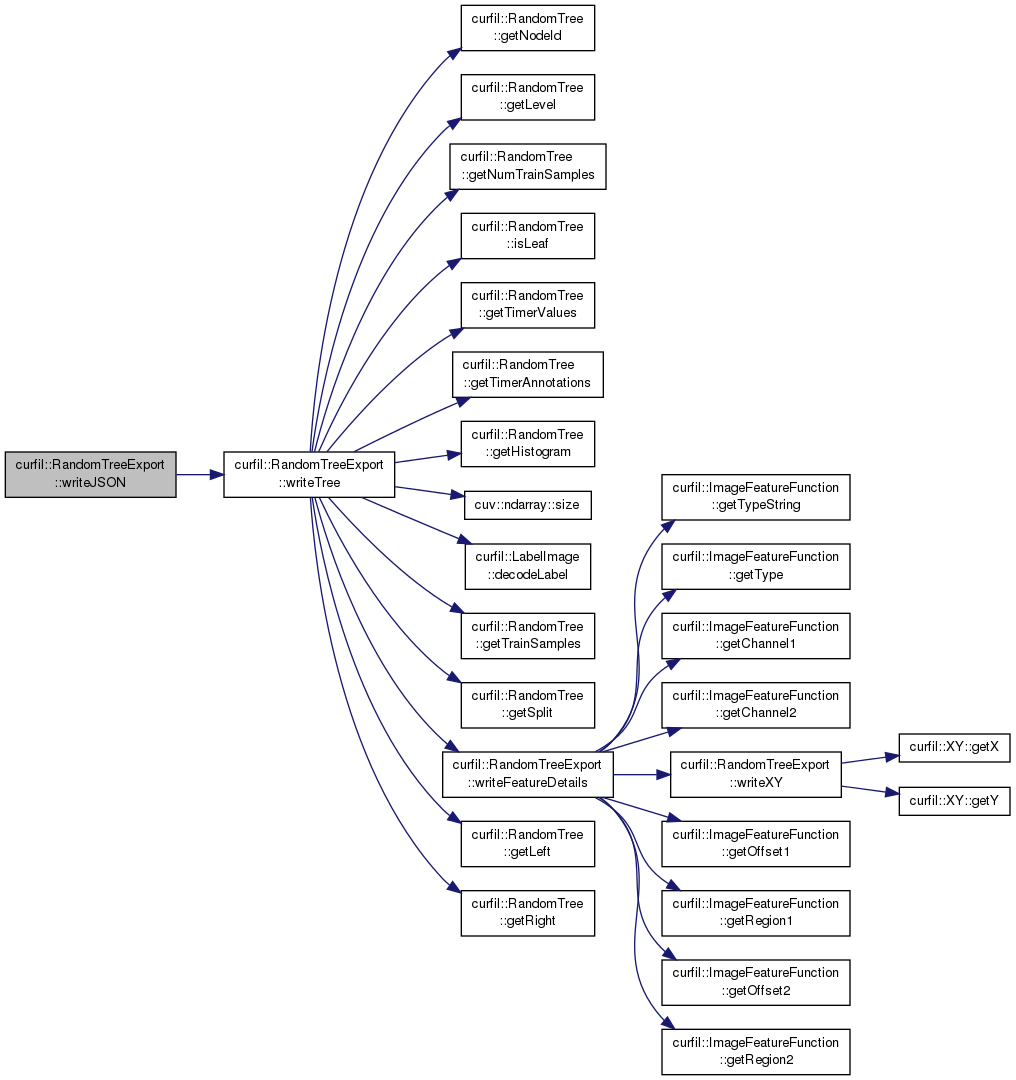 curfil::RandomTreeExport
::writeJSON
curfil::RandomTreeExport
::writeTree
curfil::RandomTree
::getNodeId
curfil::RandomTree
::getLevel
curfil::RandomTree
::getNumTrainSamples
curfil::RandomTree
::isLeaf
curfil::RandomTree
::getTimerValues
curfil::RandomTree
::getTimerAnnotations
curfil::RandomTree
::getHistogram
cuv::ndarray::size
curfil::LabelImage
::decodeLabel
curfil::RandomTree
::getTrainSamples
curfil::RandomTree
::getSplit
curfil::RandomTreeExport
::writeFeatureDetails
curfil::RandomTree
::getLeft
curfil::RandomTree
::getRight
curfil::ImageFeatureFunction
::getTypeString
curfil::ImageFeatureFunction
::getType
curfil::ImageFeatureFunction
::getChannel1
curfil::ImageFeatureFunction
::getChannel2
curfil::RandomTreeExport
::writeXY
curfil::ImageFeatureFunction
::getOffset1
curfil::ImageFeatureFunction
::getRegion1
curfil::ImageFeatureFunction
::getOffset2
curfil::ImageFeatureFunction
::getRegion2
curfil::XY::getX
curfil::XY::getY